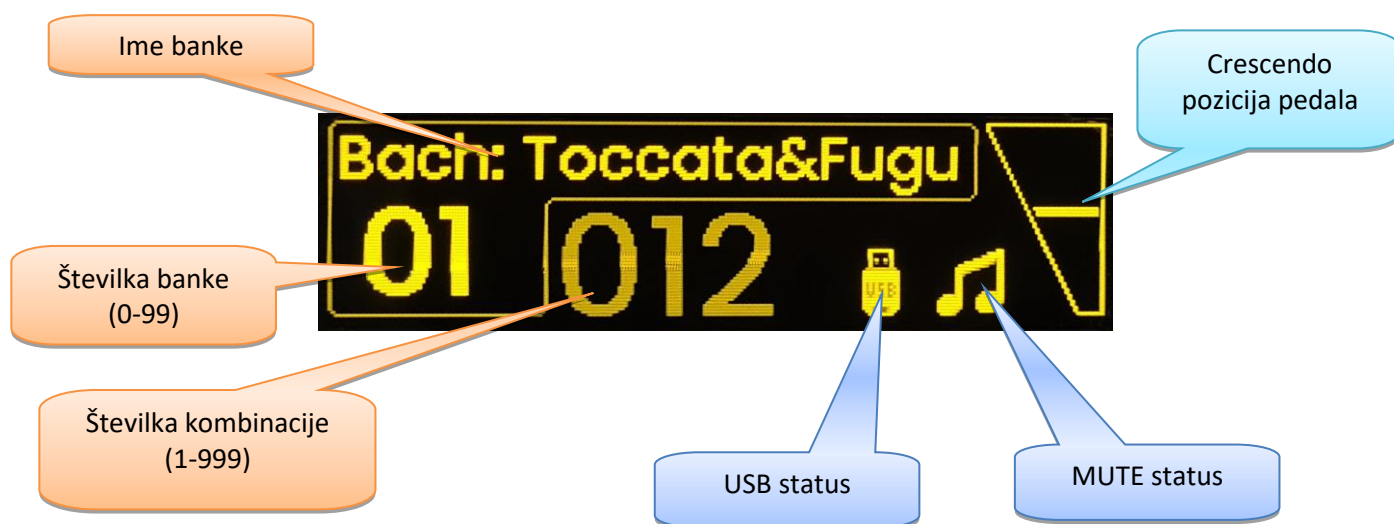 Ime banke
Crescendo
pozicija pedala
Bach: Toccata&Fugu
01
012
USB
Številka banke
(0-99)
Številka kombinacije
(1-999)
USB status
MUTE status